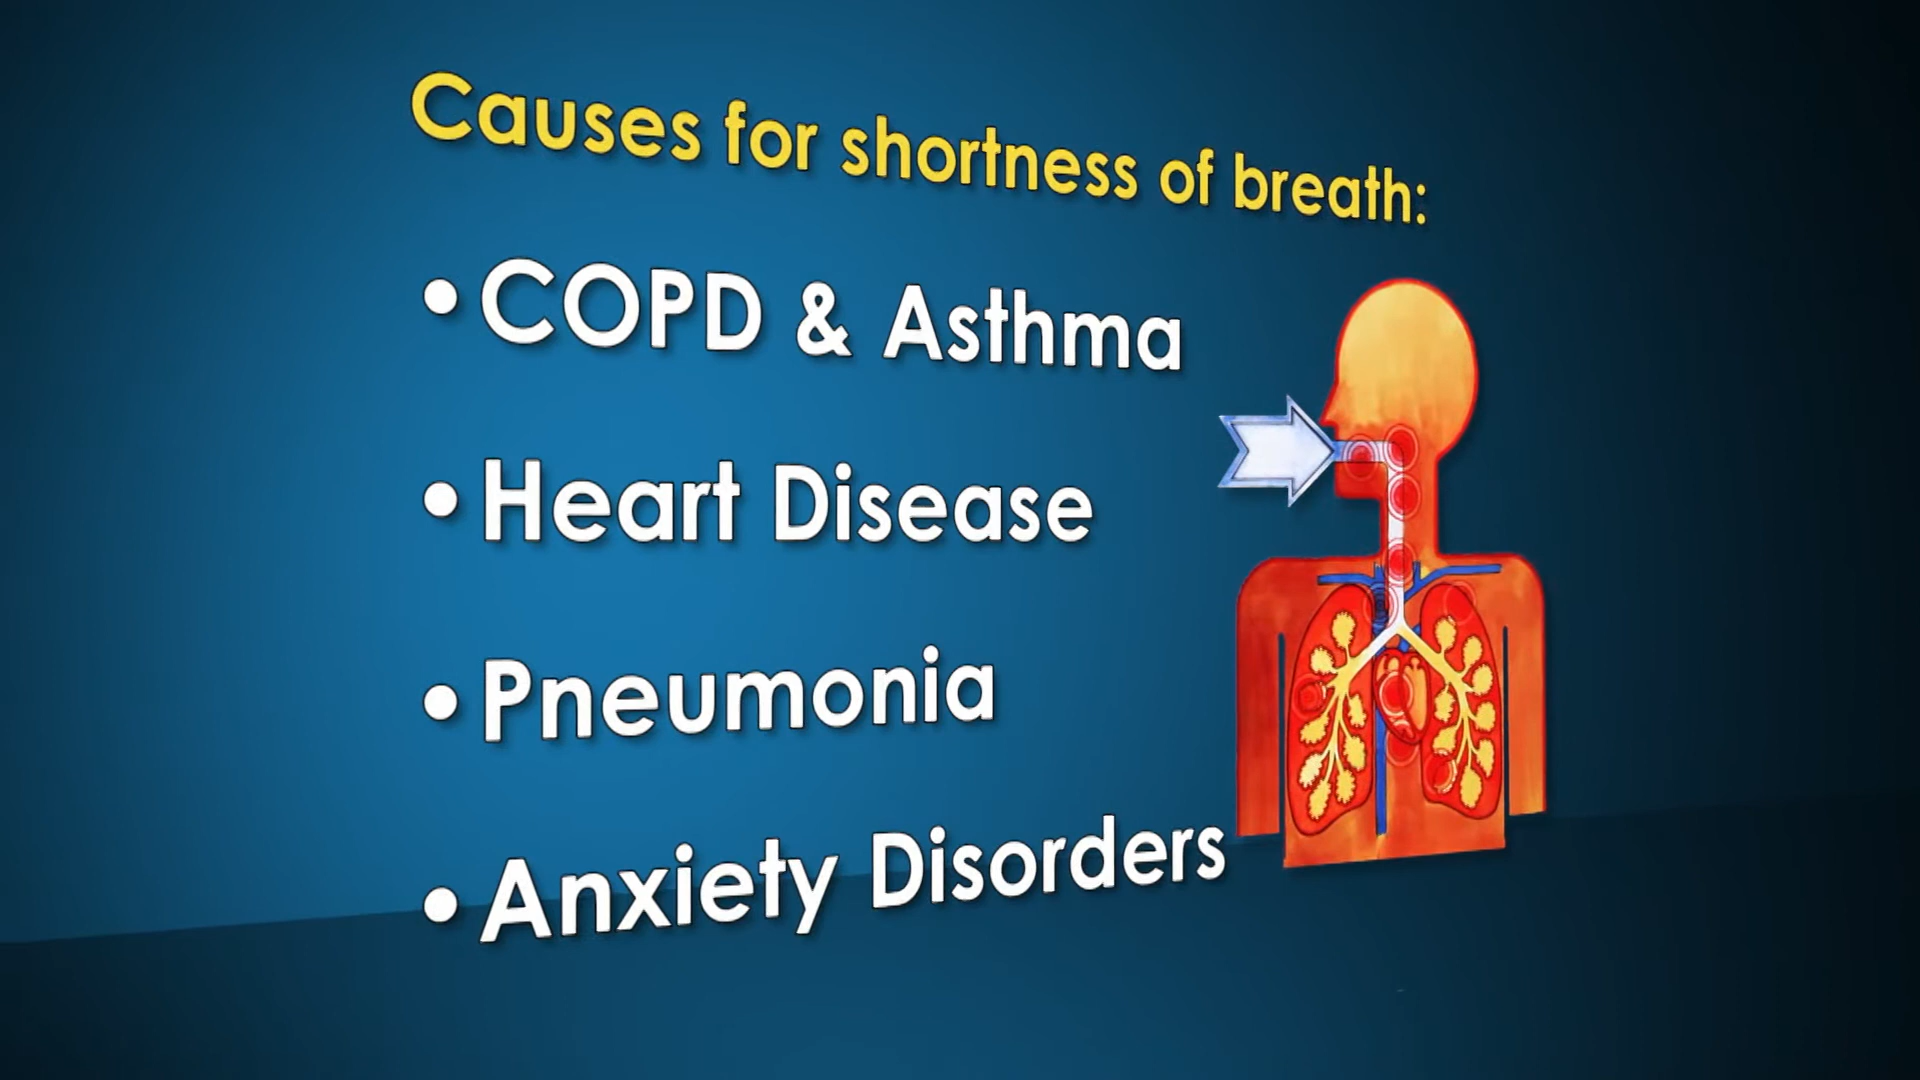 Causes for shortness of breath:
• COPD & Asthma
• Heart Disease
• Pneumonia
• Anxiety Disorders